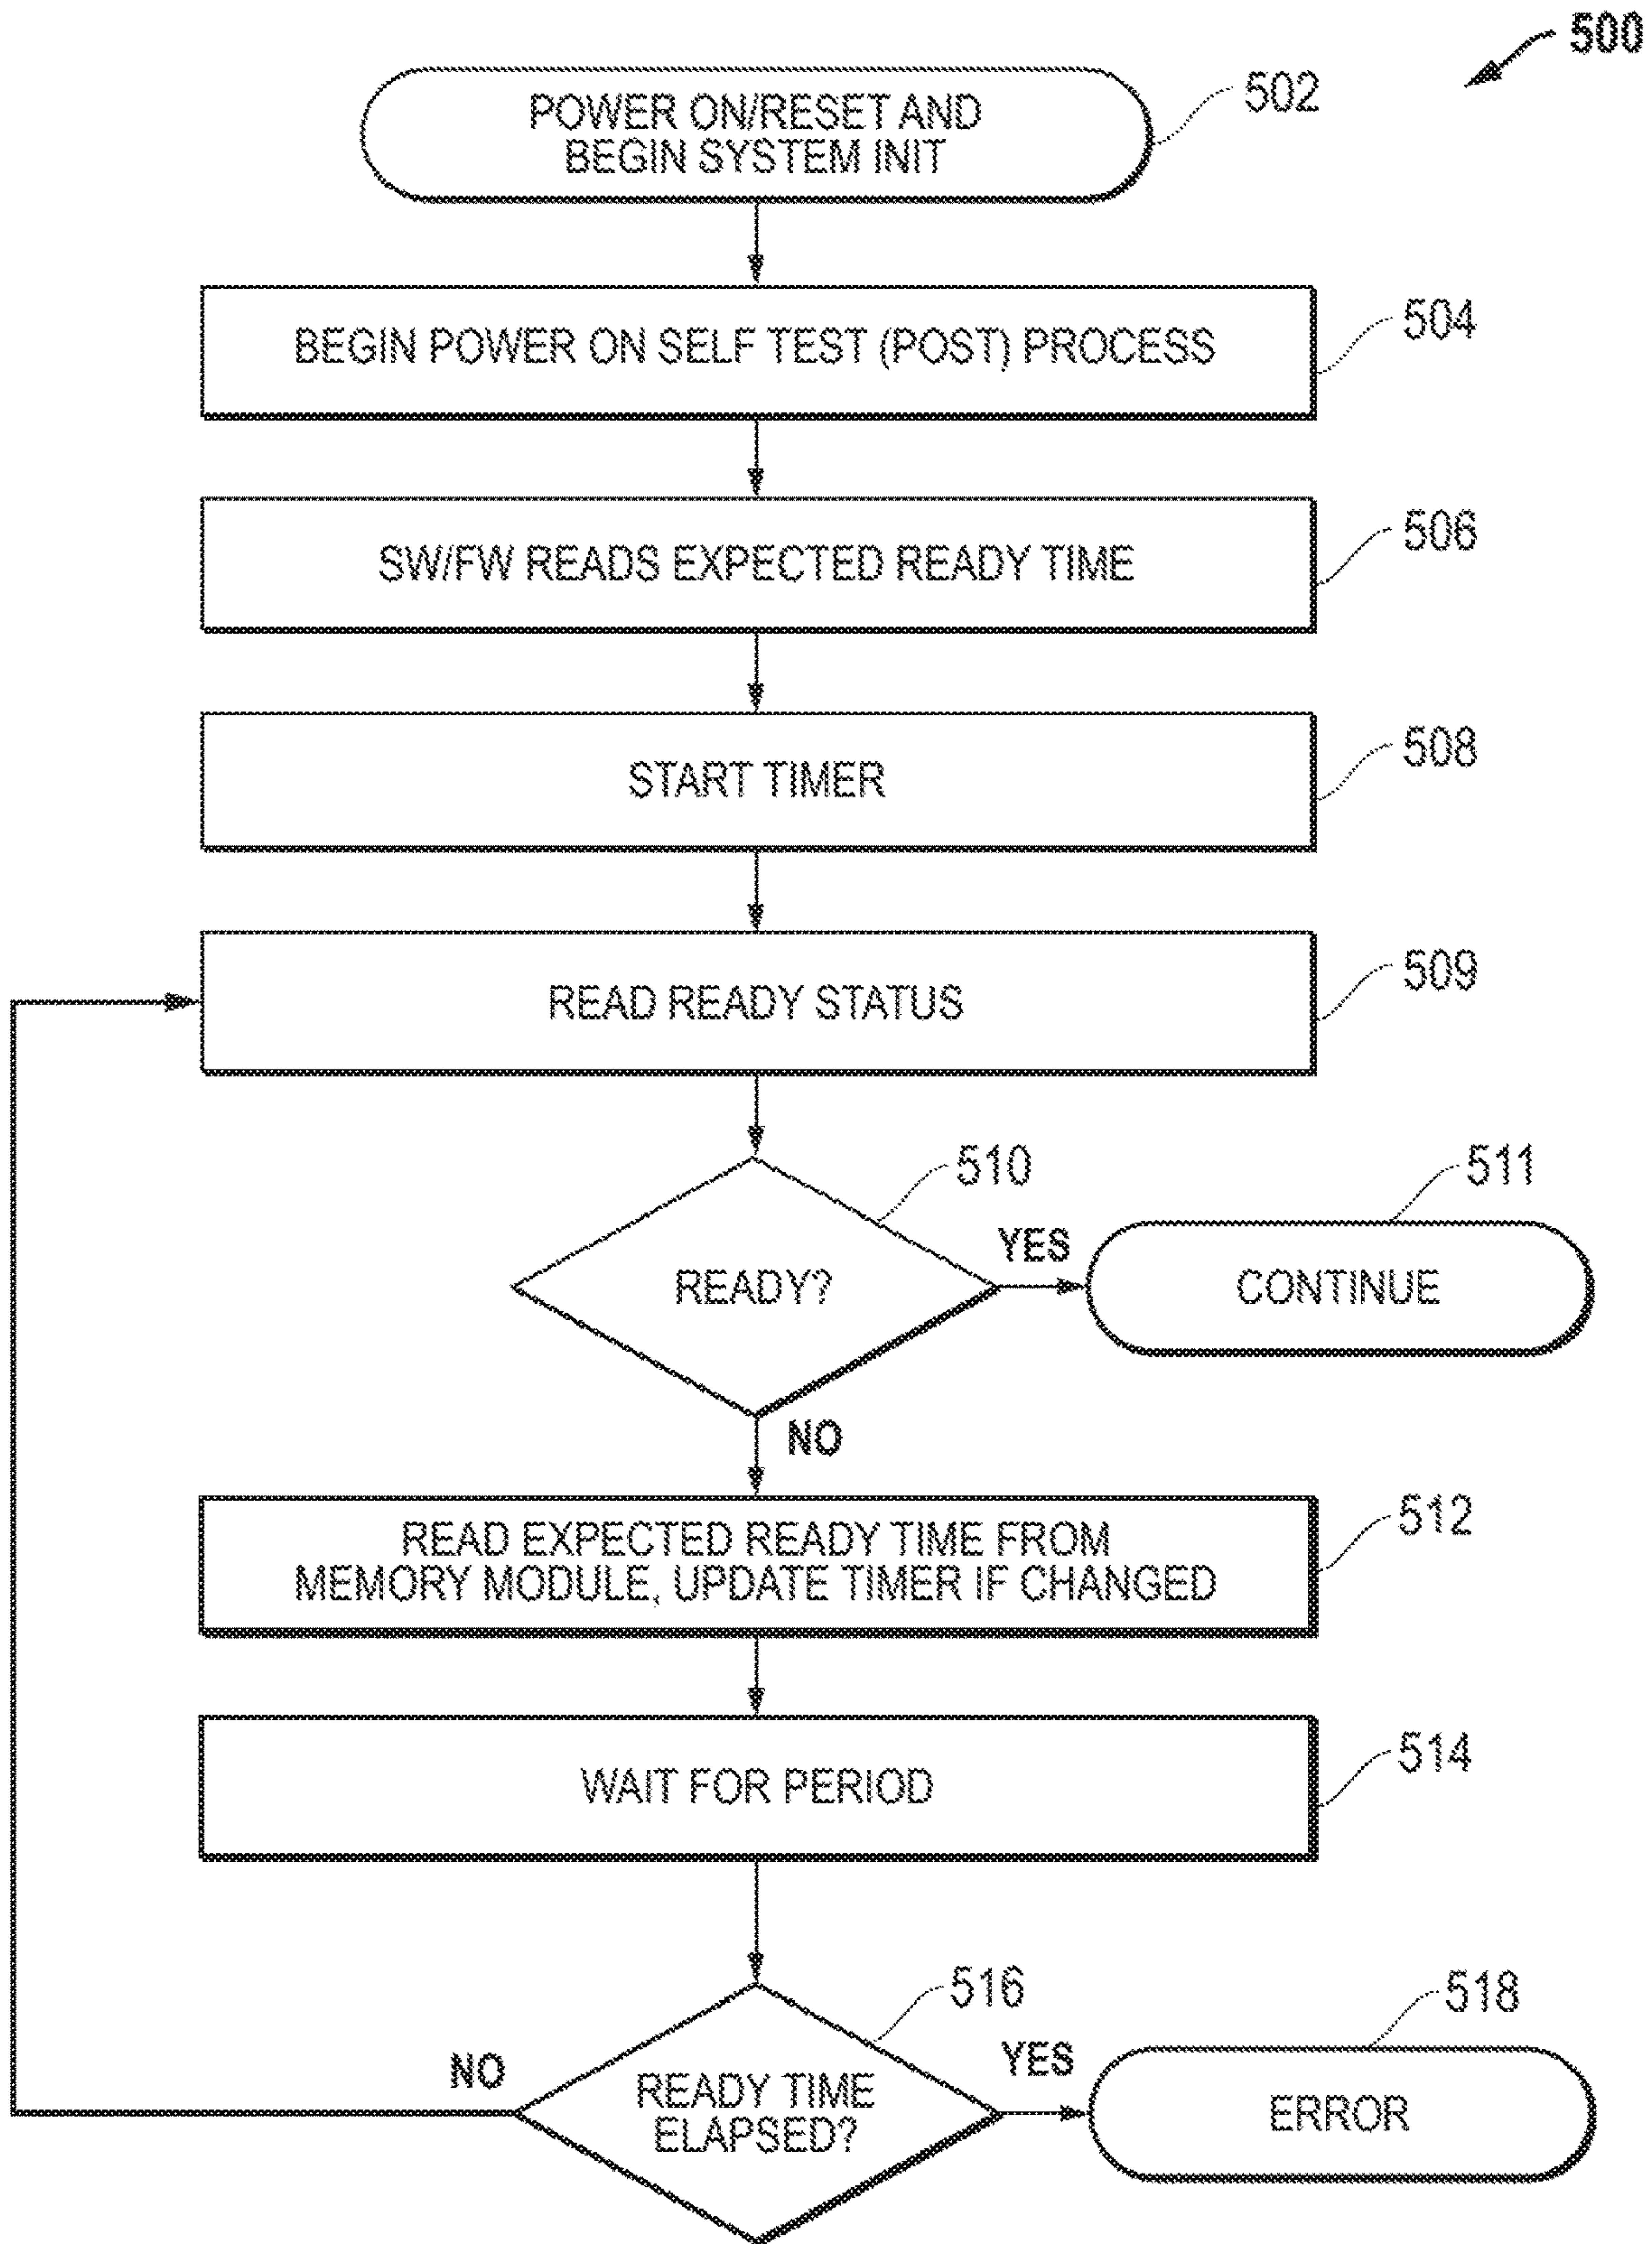 500
POWER ON/RESET AND
BEGIN SYSTEM INIT
502
BEGIN POWER ON SELF TEST (POST) PROCESS
504
SW/FW READS EXPECTED READY TIME
506
START TIMER
508
READ READY STATUS
509
READY?
510
YES
CONTINUE
511
NO
READ EXPECTED READY TIME FROM
MEMORY MODULE, UPDATE TIMER IF CHANGED
512
WAIT FOR PERIOD
514
READY TIME
ELAPSED?
516
NO
YES
ERROR
518